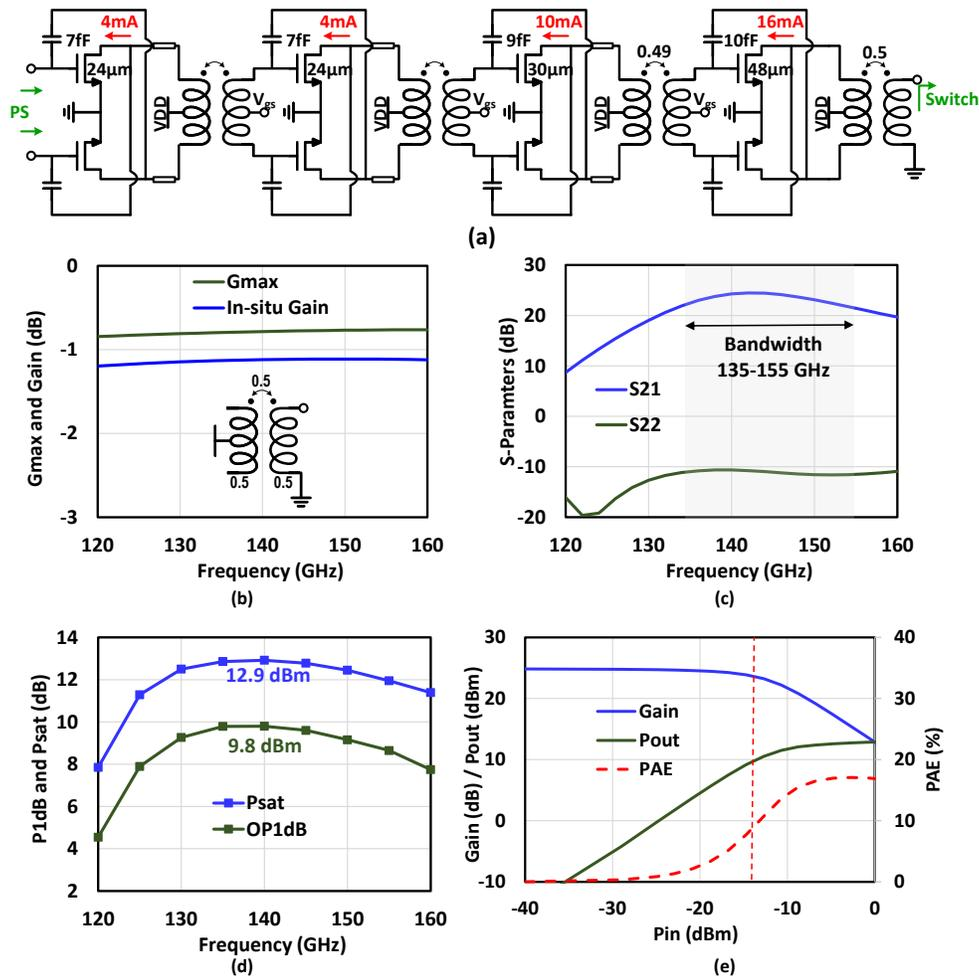 4mA
4mA
10mA
16mA
7fF
7fF
9fF
10fF
0.49
0.5
24µm
24µm
30µm
48µm
PS
VDD
Vgs
VDD
Vgs
VDD
Vgs
VDD
Switch
(a)
0
-1
-2
-3
Gmax and Gain (dB)
Gmax
In-situ Gain
0.5
0.5
0.5
120
130
140
150
160
Frequency (GHz)
(b)
30
20
10
0
-10
-20
S-Paramters (dB)
Bandwidth
135-155 GHz
S21
S22
120
130
140
150
160
Frequency (GHz)
(c)
14
12
10
8
6
4
2
P1dB and Psat (dB)
12.9 dBm
9.8 dBm
Psat
OP1dB
120
130
140
150
160
Frequency (GHz)
(d)
30
20
10
0
-10
Gain (dB) / Pout (dBm)
Gain
Pout
PAE
40
30
20
10
0
PAE (%)
-40
-30
-20
-10
0
Pin (dBm)
(e)